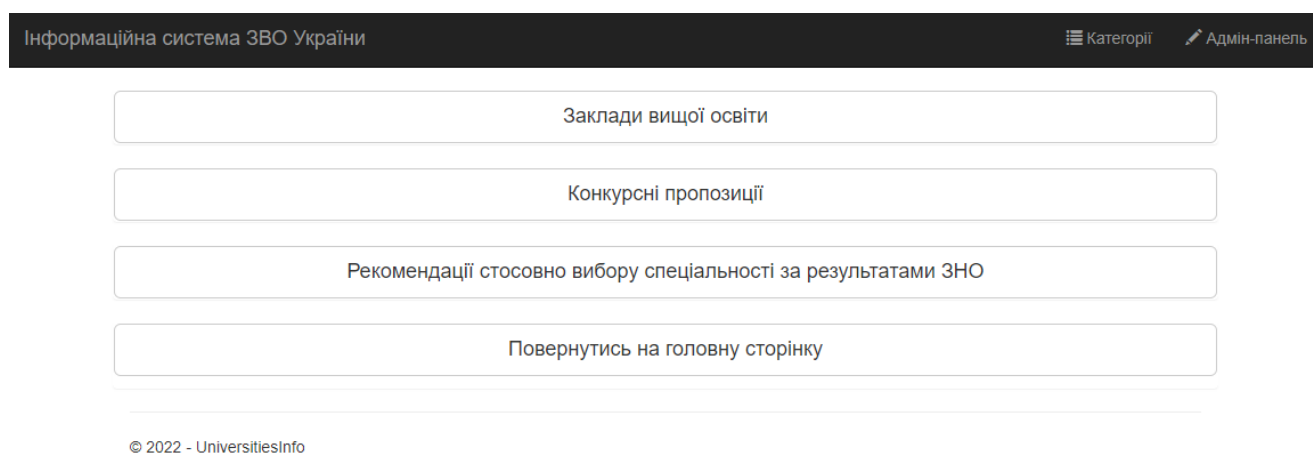 Інформаційна система ЗВО України
Категорії
Адмін-панель
Заклади вищої освіти
Конкурсні пропозиції
Рекомендації стосовно вибору спеціальності за результатами ЗНО
Повернутись на головну сторінку
© 2022 - UniversitiesInfo